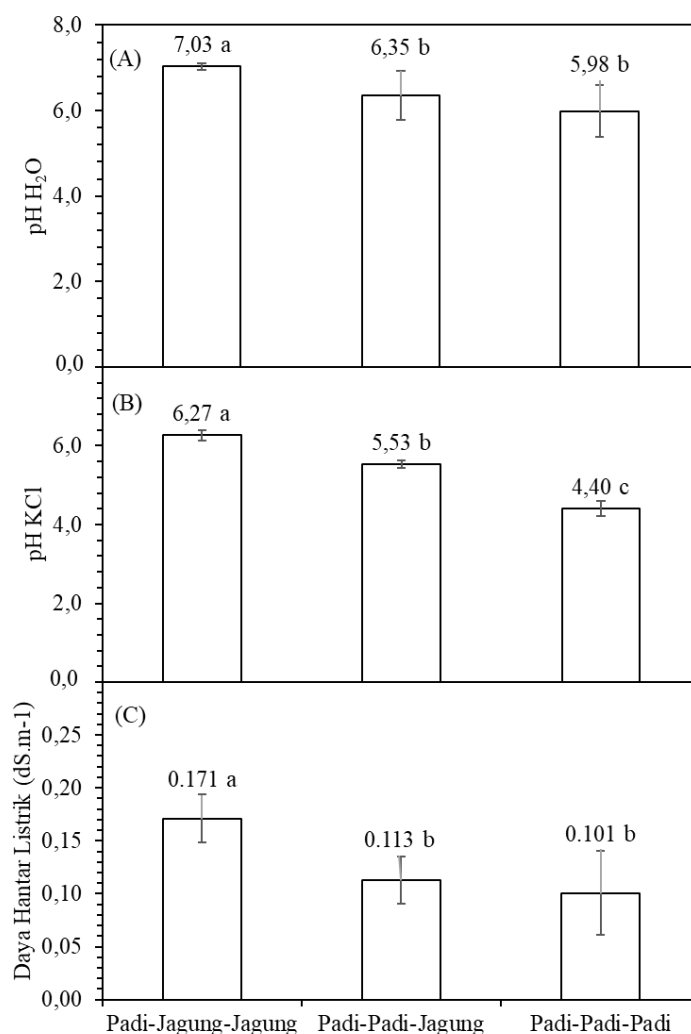 8,0
(A)
7,03 a
6,35 b
5,98 b
6,0
4,0
2,0
0,0
pH H₂O
(B)
6,27 a
5,53 b
4,40 c
6,0
4,0
2,0
0,0
pH KCl
(C)
0.171 a
0.113 b
0.101 b
0,25
0,20
0,15
0,10
0,05
0,00
Daya Hantar Listrik (dS.m-1)
Padi-Jagung-Jagung
Padi-Padi-Jagung
Padi-Padi-Padi